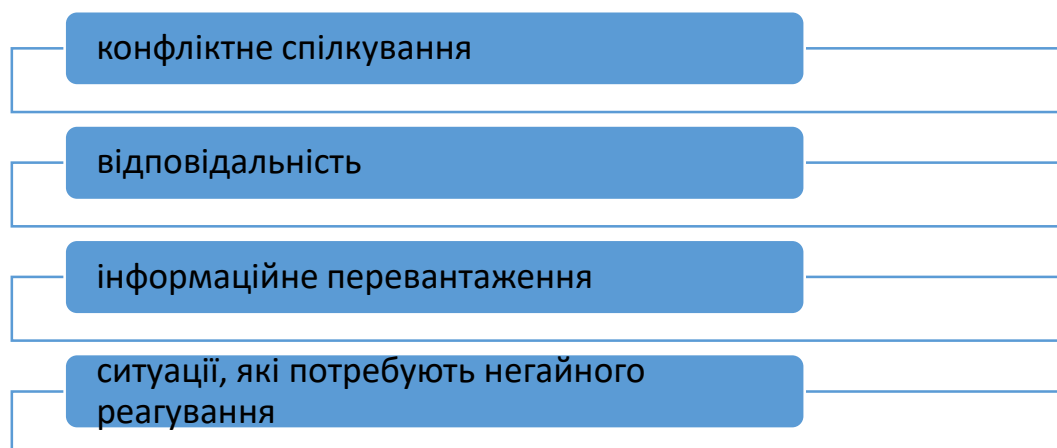 конфліктне спілкування
відповідальність
інформаційне перевантаження
ситуації, які потребують негайного
реагування